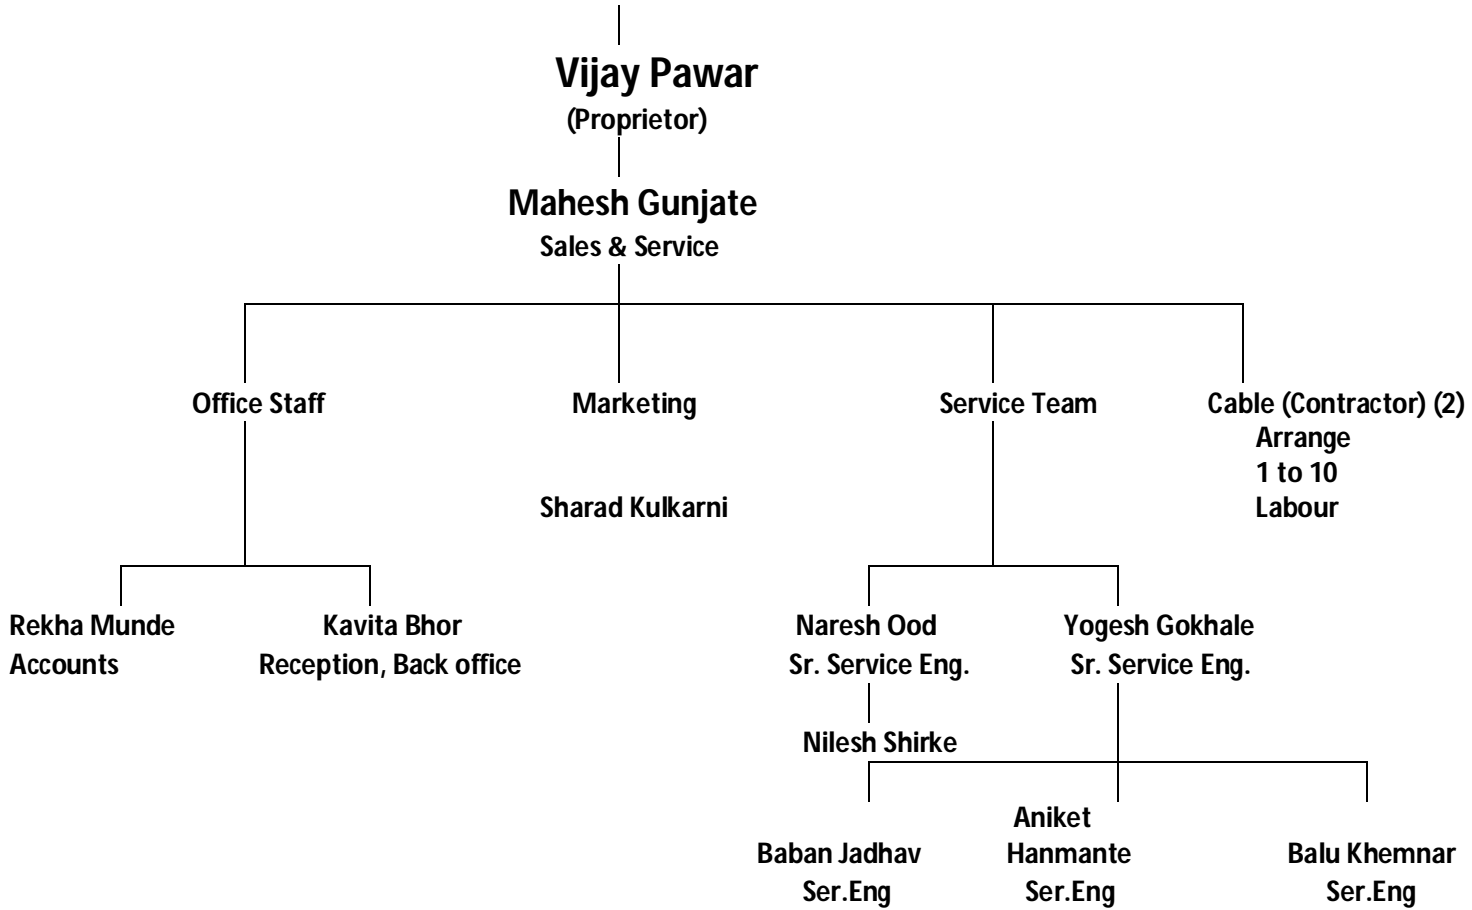 Vijay Pawar
(Proprietor)
Mahesh Gunjate
Sales & Service
Office Staff
Marketing
Service Team
Cable (Contractor) (2)
Arrange
1 to 10
Labour
Sharad Kulkarni
Rekha Munde
Accounts
Kavita Bhor
Reception, Back office
Naresh Ood
Sr. Service Eng.
Yogesh Gokhale
Sr. Service Eng.
Nilesh Shirke
Baban Jadhav
Ser.Eng
Aniket
Hanmante
Ser.Eng
Balu Khemnar
Ser.Eng